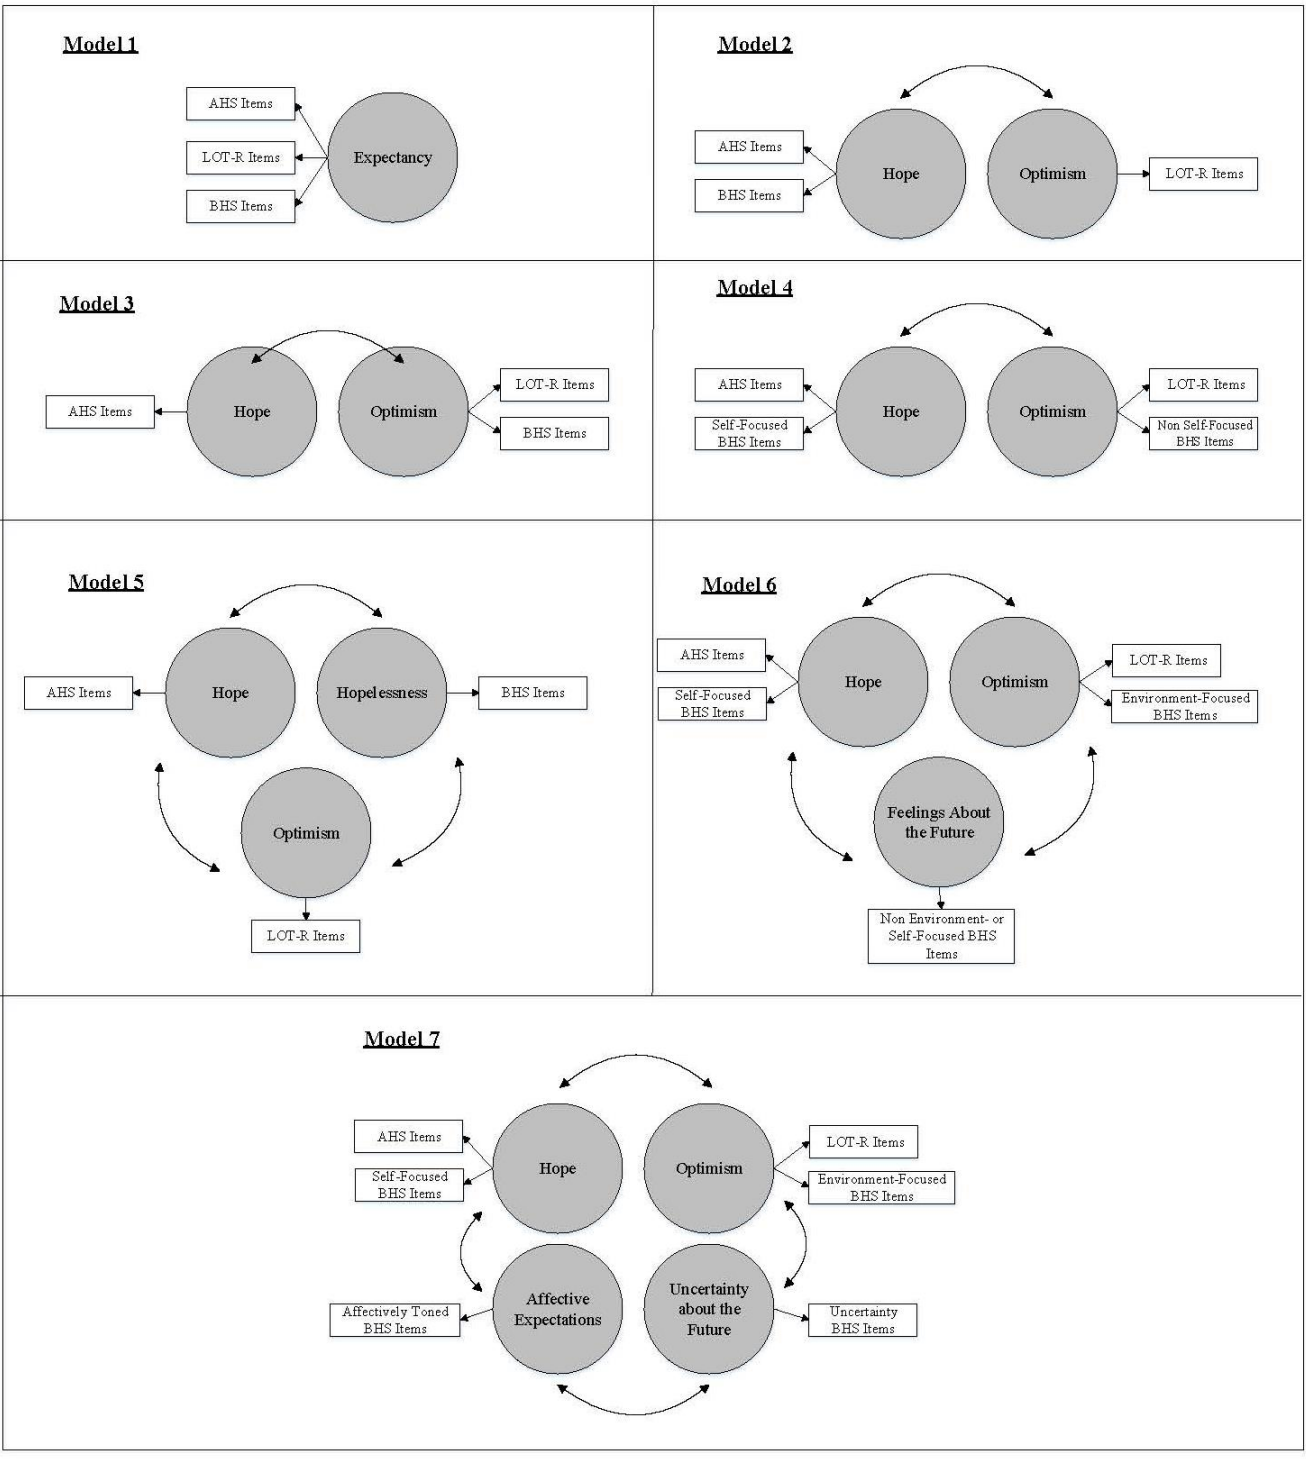 Model 1
AHS Items
LOT-R Items
BHS Items
Expectancy
Model 2
AHS Items
BHS Items
Hope
Optimism
LOT-R Items
Model 3
AHS Items
Hope
Optimism
LOT-R Items
BHS Items
Model 4
AHS Items
Self-Focused
BHS Items
Hope
Optimism
LOT-R Items
Non Self-Focused
BHS Items
Model 5
AHS Items
Hope
Hopelessness
BHS Items
Optimism
LOT-R Items
Model 6
AHS Items
Self-Focused
BHS Items
Hope
Optimism
LOT-R Items
Environment-Focused
BHS Items
Feelings About
the Future
Non Environment- or
Self-Focused BHS
Items
Model 7
AHS Items
Self-Focused
BHS Items
Hope
Optimism
LOT-R Items
Environment-Focused
BHS Items
Affectively Toned
BHS Items
Affective
Expectations
Uncertainty
about the
Future
Uncertainty
BHS Items